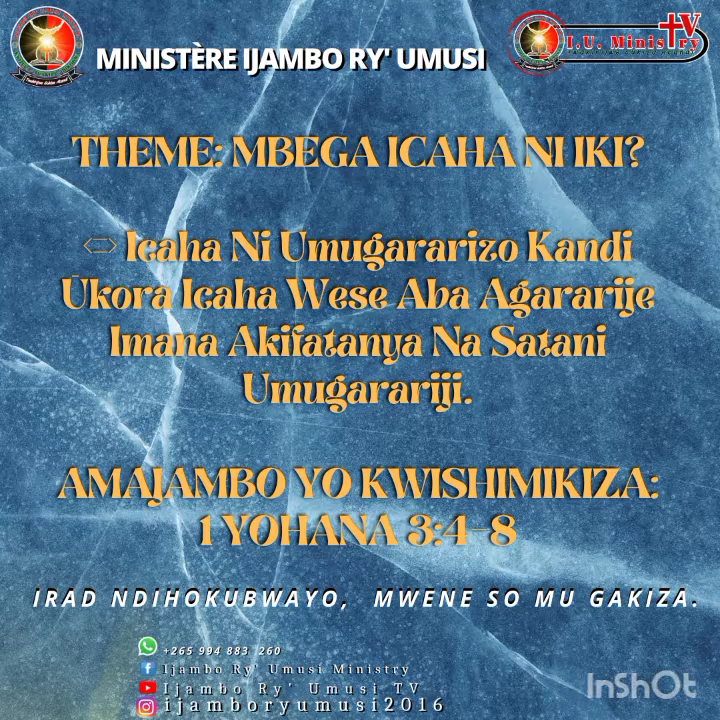 MINISTÈRE IJAMBO RY' UMUSI
I.U. Ministry
TV
THEME: MBEGA ICAHA NI IKI?
⇔ Icaha Ni Umugararizo Kandi
Ūkora Icaha Wese Aba Agararije
Imana Akifatanya Na Satani
Umugarariji.
AMAJAMBO YO KWISHIMIKIZA:
1 YOHANA 3:4-8
IRAD NDIHOKUBWAYO, MWENE SO MU GAKIZA.
+265 994 883 260
Ijambo Ry' Umusi Ministry
Ijambo Ry' Umusi TV
ijamboryumusi2016
InShOt